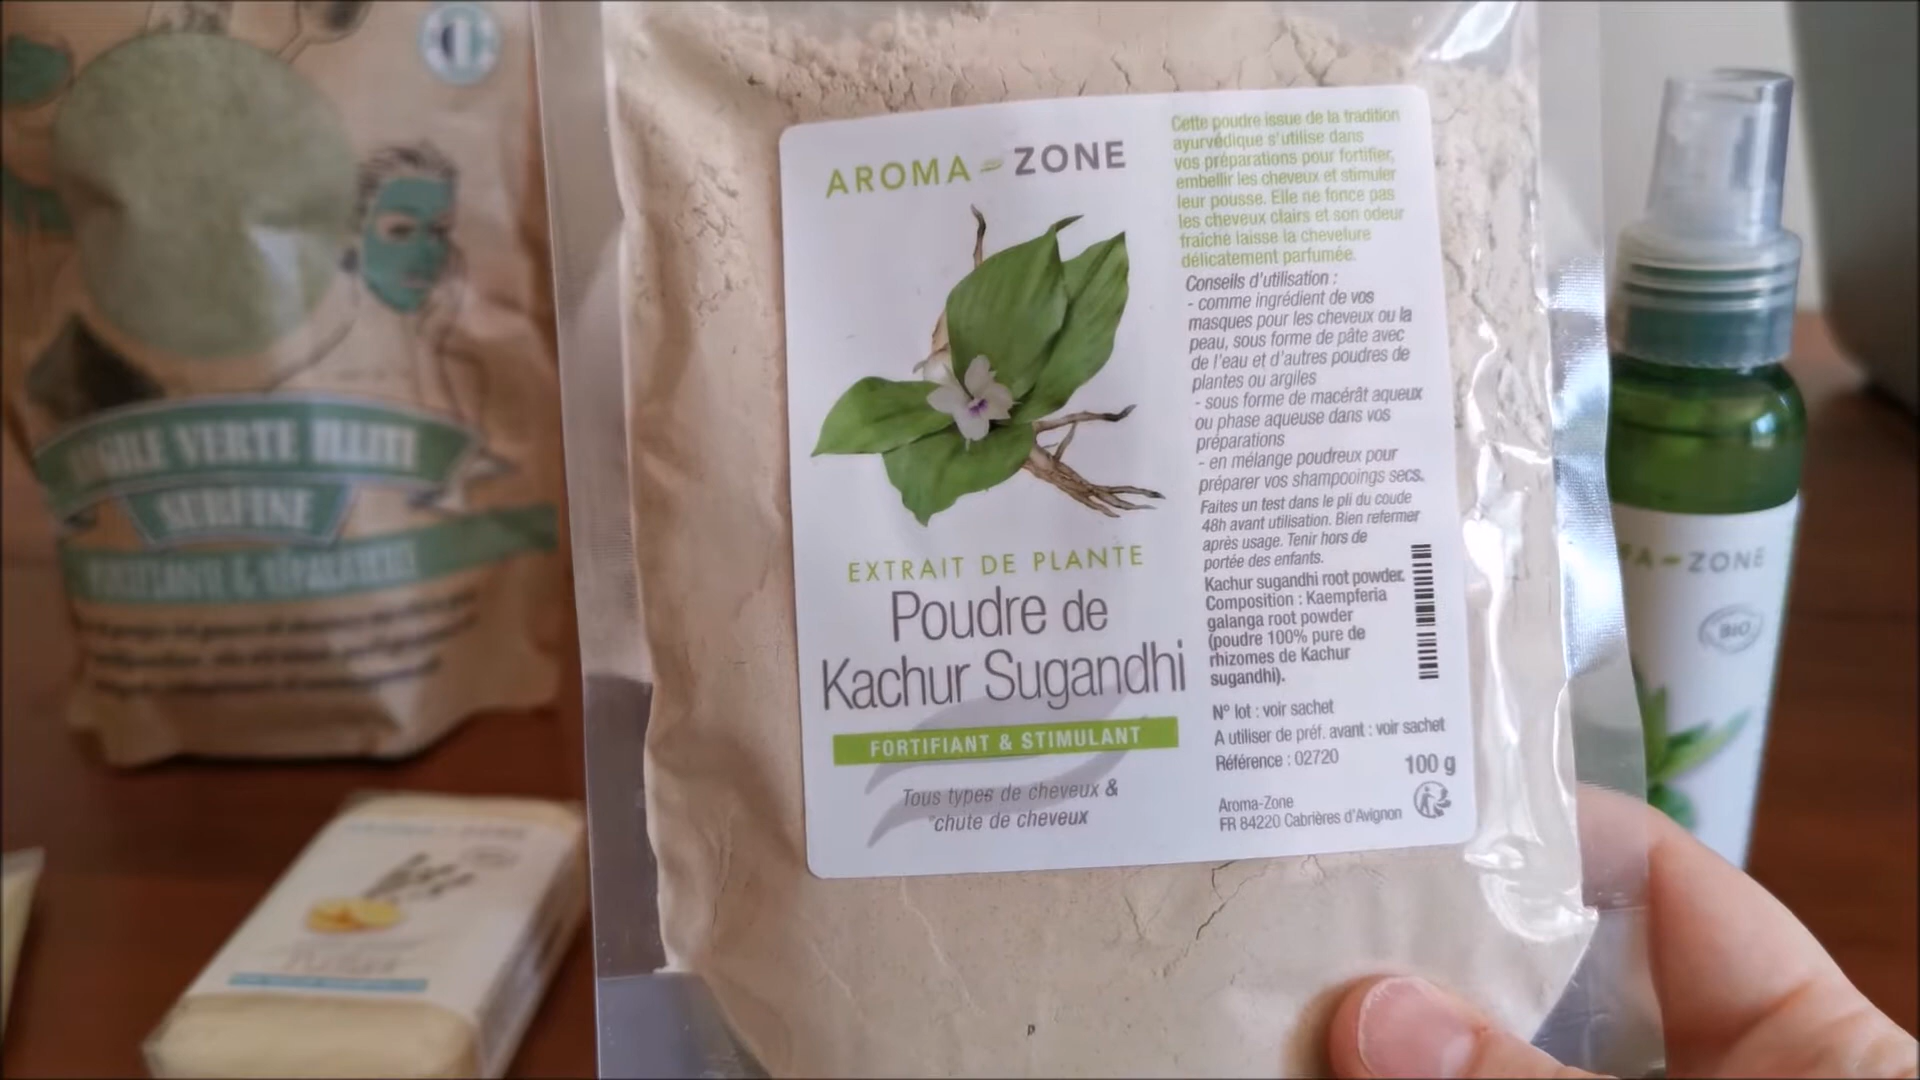 AROMA-ZONE
EXTRAIT DE PLANTE
Poudre de
Kachur Sugandhi
FORTIFIANT & STIMULANT
Tous types de cheveux &
°chute de cheveux
Cette poudre issue de la tradition
ayurvédique s'utilise dans
vos préparations pour fortifier,
embellir les cheveux et stimuler
leur pousse. Elle ne fonce pas
les cheveux clairs et son odeur
fraîche laisse la chevelure
délicatement parfumée.
Conseils d'utilisation :
- comme ingrédient de vos
masques pour les cheveux ou la
peau, sous forme de pâte avec
de l'eau et d'autres poudres de
plantes ou argiles
- sous forme de macérât aqueux
ou phase aqueuse dans vos
préparations
- en mélange poudreux pour
préparer vos shampooings secs.
Faites un test dans le pli du coude
48h avant utilisation. Bien refermer
après usage. Tenir hors de
portée des enfants.
Kachur sugandhi root powder.
Composition : Kaempferia
galanga root powder
(poudre 100% pure de
rhizomes de Kachur
sugandhi).
N° lot : voir sachet
A utiliser de préf. avant : voir sachet
Référence : 02720
100 g
Aroma-Zone
FR 84220 Cabrières d'Avignon
P
VERTE ILLITE
SURFINE
A-ZONE
BIO